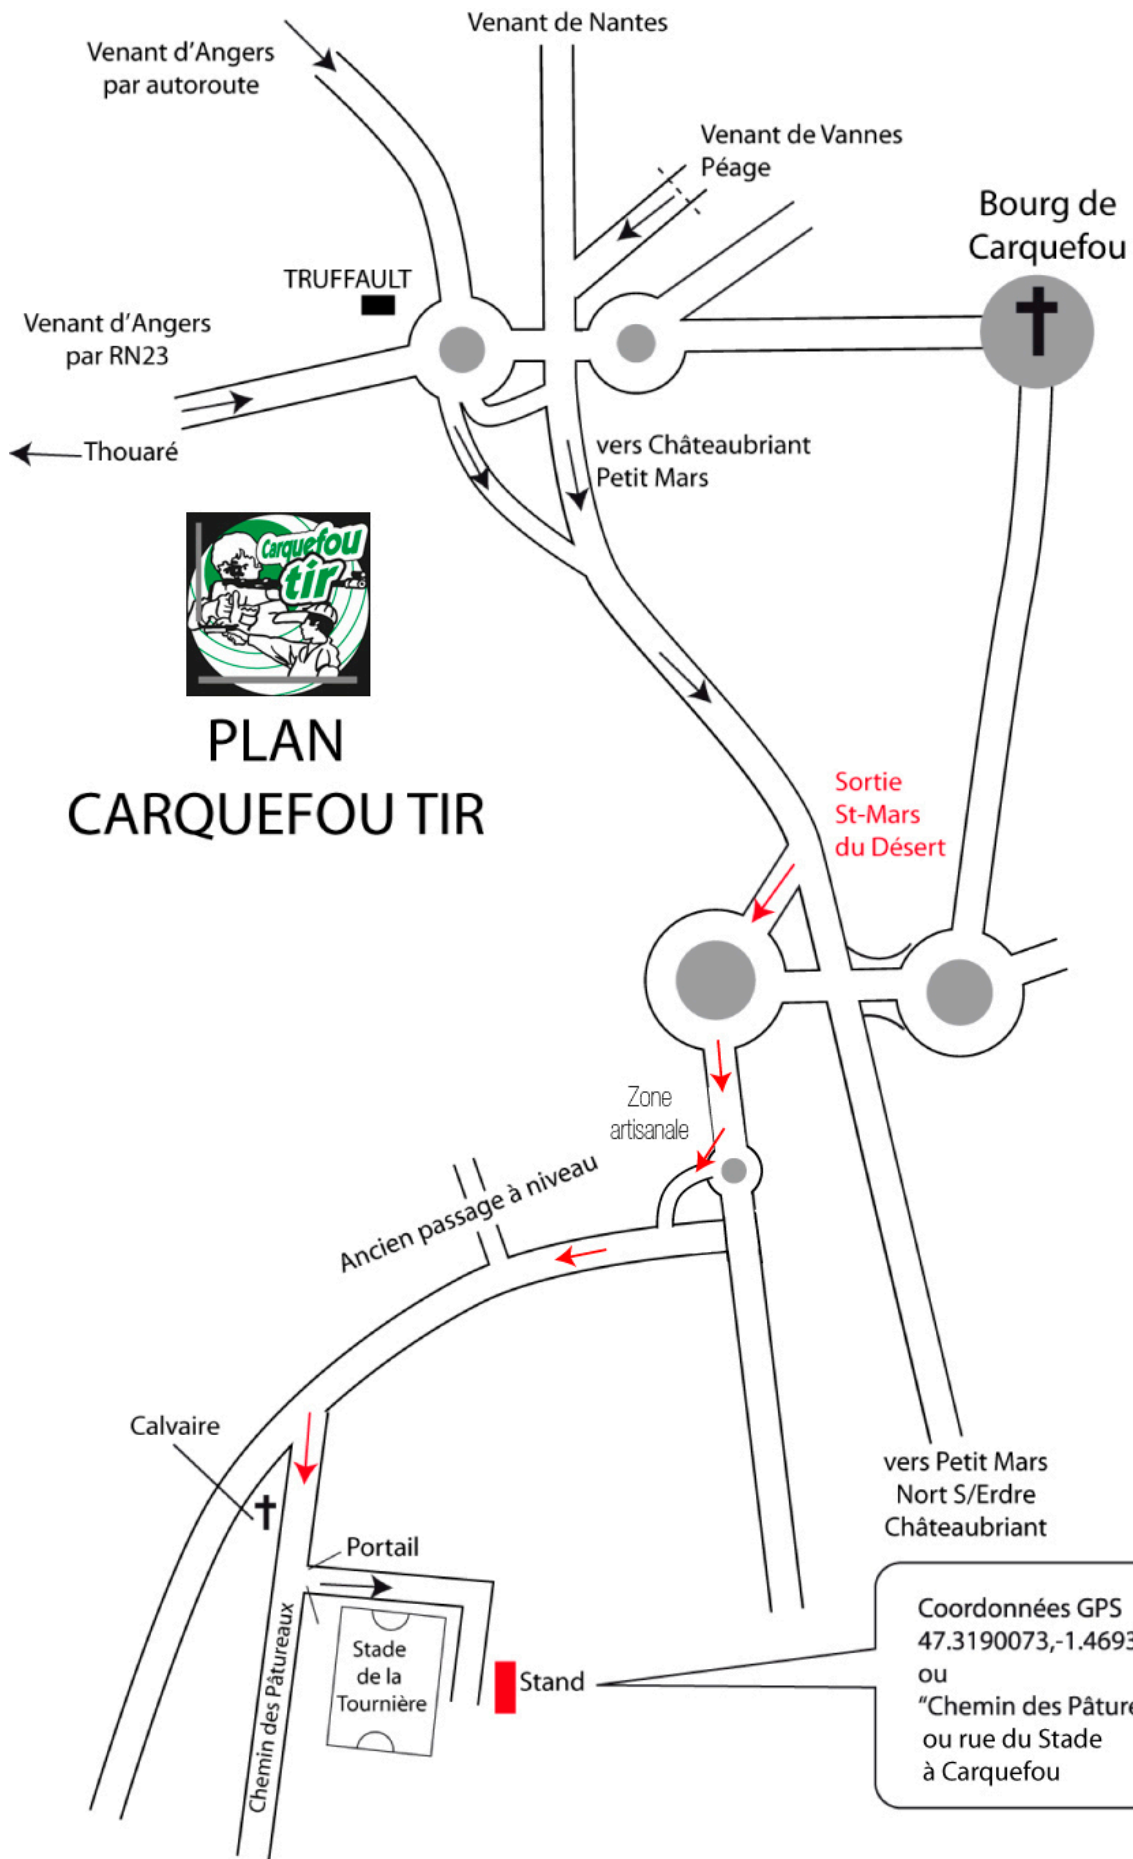 Venant de Nantes
Venant d'Angers
par autoroute
Venant de Vannes
Péage
Bourg de
Carquefou
TRUFFAULT
Venant d'Angers
par RN23
Thouaré
vers Châteaubriant
Petit Mars
Carquefou
tir
PLAN
CARQUEFOU TIR
Sortie
St-Mars
du Désert
Zone
artisanale
Ancien passage à niveau
Calvaire
vers Petit Mars
Nort S/Erdre
Châteaubriant
Portail
Chemin des Pâtureaux
Stade
de la
Tournière
Stand
Coordonnées GPS
47.3190073,-1.4693
ou
"Chemin des Pâture
ou rue du Stade
à Carquefou